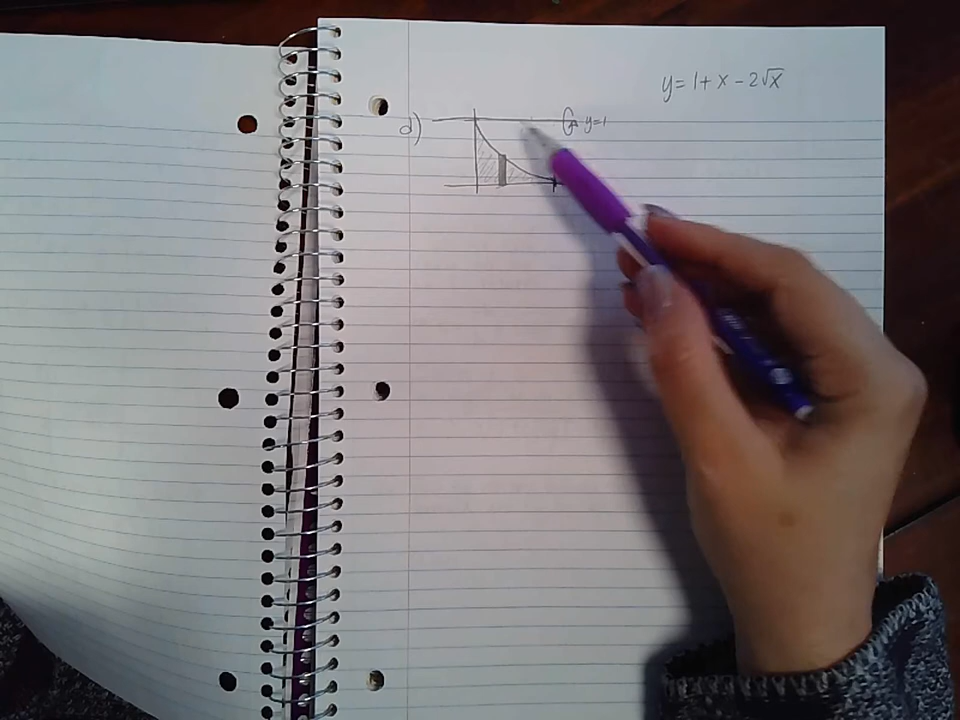 y = 1 + x - 2√x
d)
y=1